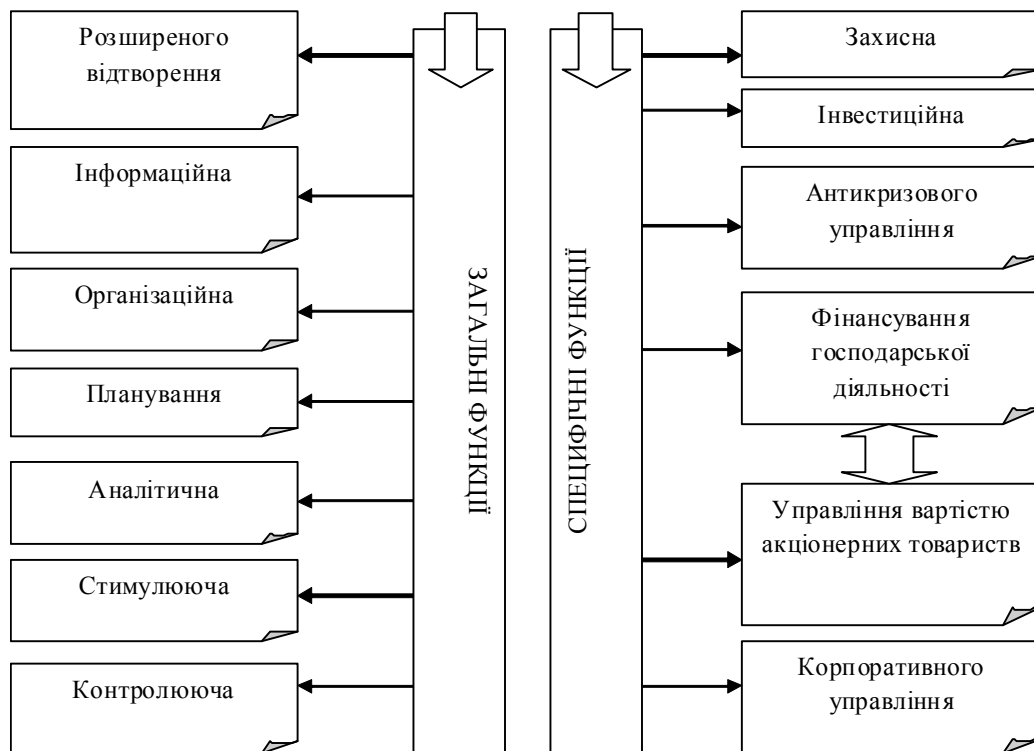 Розширеного
відтворення
Інформаційна
Організаційна
Планування
Аналітична
Стимулююча
Контролююча
ЗАГАЛЬНІ ФУНКЦІЇ
СПЕЦИФІЧНІ ФУНКЦІЇ
Захисна
Інвестиційна
Антикризового
управління
Фінансування
господарської
діяльності
Управління вартістю
акціонерних товариств
Корпоративного
управління